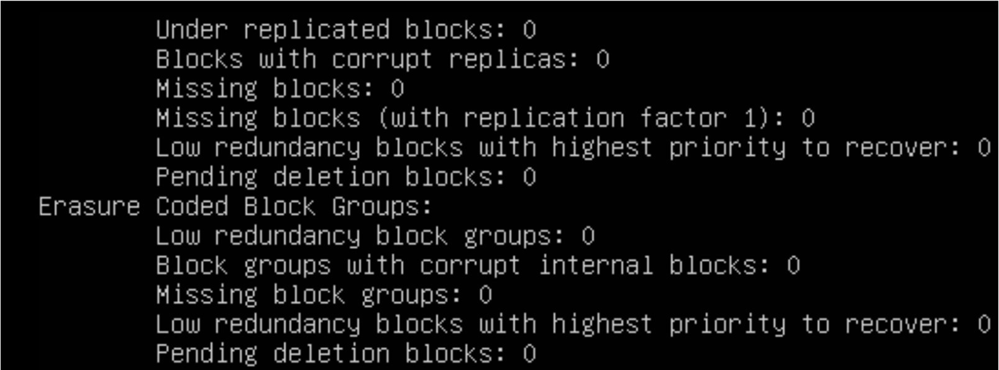 Under replicated blocks: 0
Blocks with corrupt replicas: 0
Missing blocks: 0
Missing blocks (with replication factor 1): 0
Low redundancy blocks with highest priority to recover: 0
Pending deletion blocks: 0
Erasure Coded Block Groups:
Low redundancy block groups: 0
Block groups with corrupt internal blocks: 0
Missing block groups: 0
Low redundancy blocks with highest priority to recover: 0
Pending deletion blocks: 0